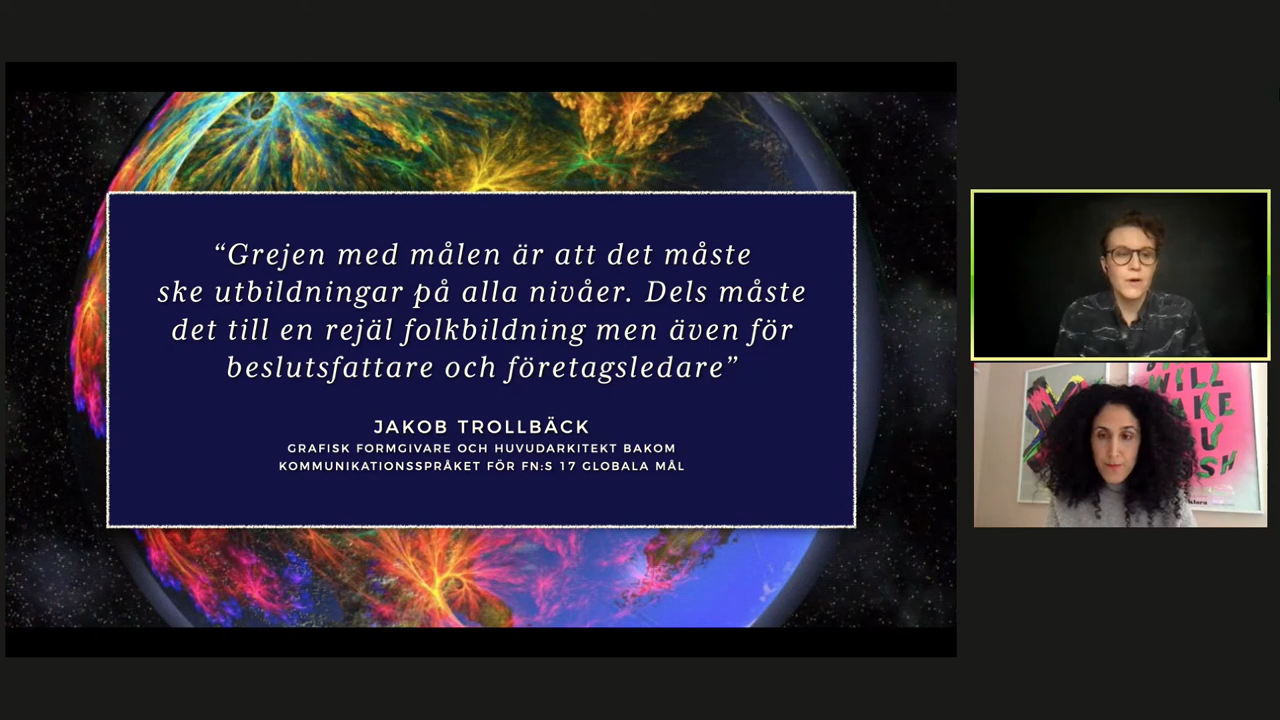 “Grejen med målen är att det måste
ske utbildningar på alla nivåer. Dels måste
det till en rejäl folkbildning men även för
beslutsfattare och företagsledare”
JAKOB TROLLBÄCK
GRAFISK FORMGIVARE OCH HUVUDARKITEKT BAKOM
KOMMUNIKATIONSSPRÅKET FÖR FN:S 17 GLOBALA MÅL
WILL